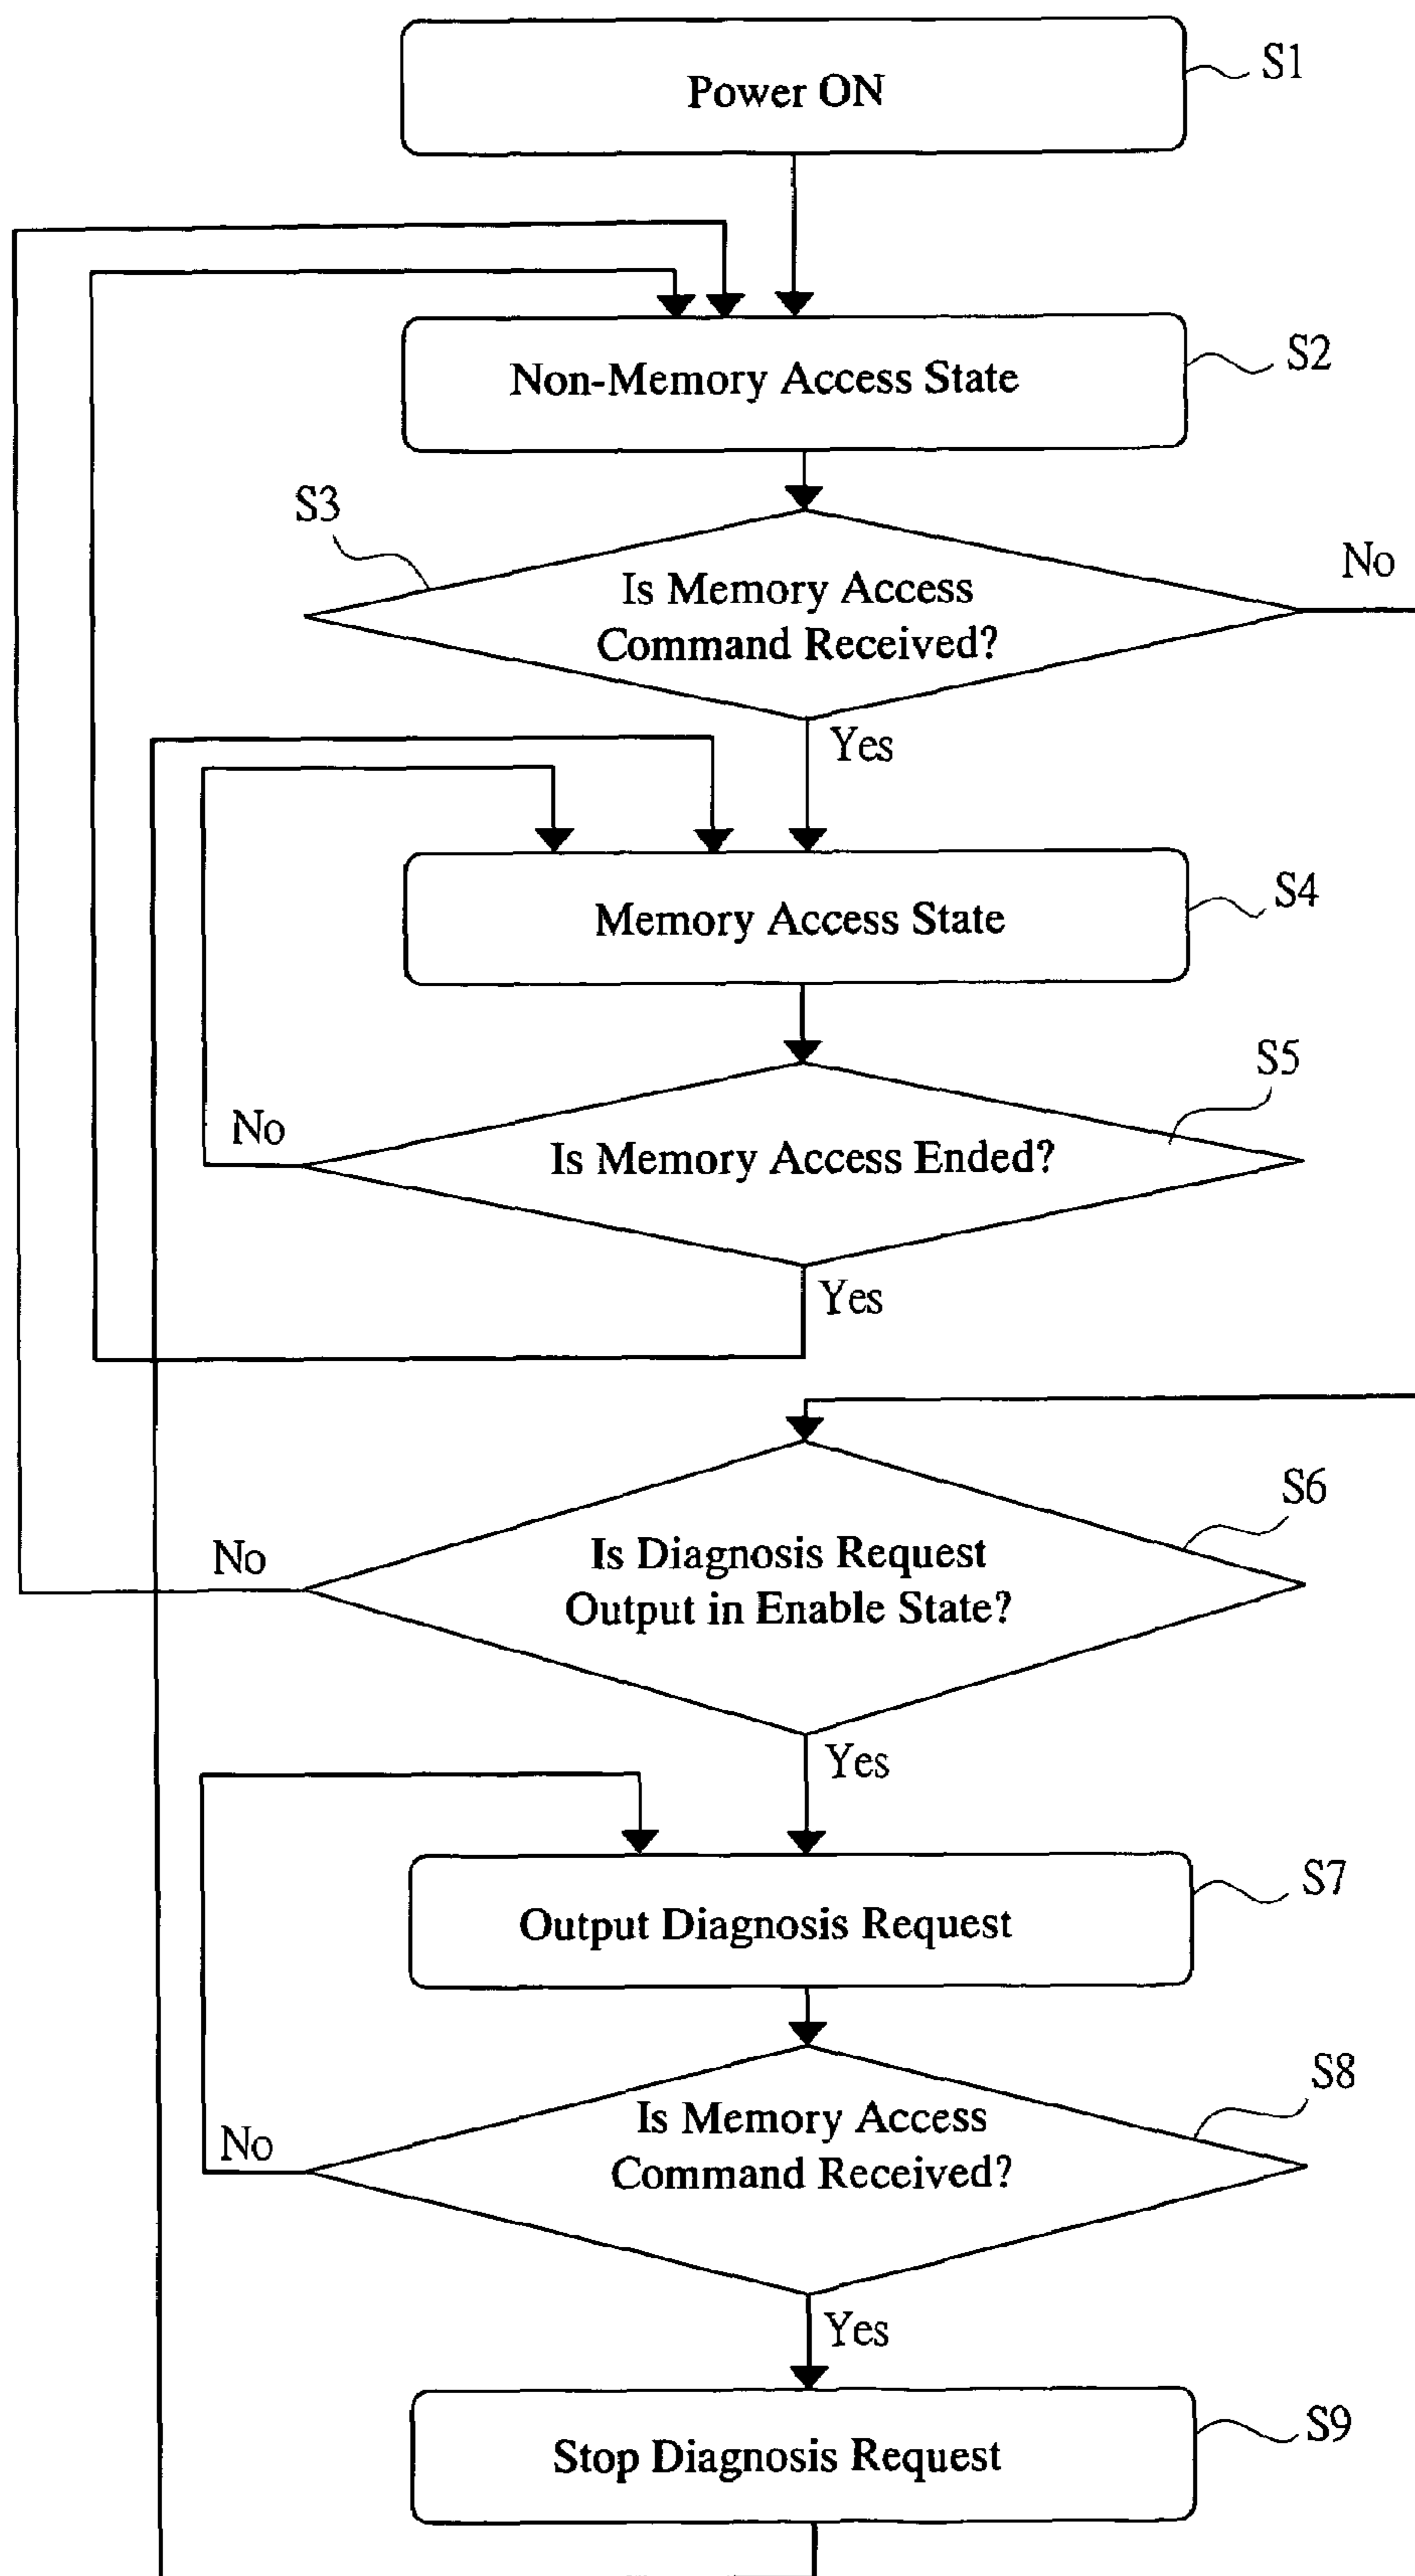 Power ON
S1
Non-Memory Access State
S2
S3
Is Memory Access
Command Received?
No
Yes
Memory Access State
S4
S5
No
Is Memory Access Ended?
Yes
S6
No
Is Diagnosis Request
Output in Enable State?
Yes
Output Diagnosis Request
S7
S8
No
Is Memory Access
Command Received?
Yes
Stop Diagnosis Request
S9